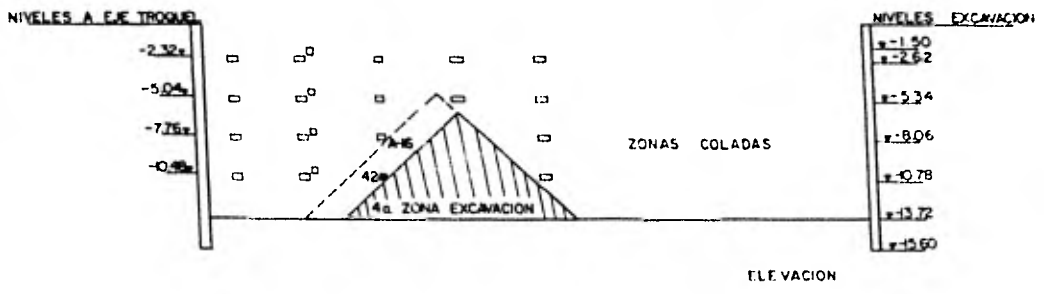 NIVELES A EJE TROQUEL
NIVELES EXCAVACION
-2.32
-1.50
-2.62
-5.04
-5.34
-7.76
A-16
ZONAS COLADAS
-8.06
-10.48
-10.78
4a. ZONA EXCAVACION
-13.72
-15.60
ELEVACION